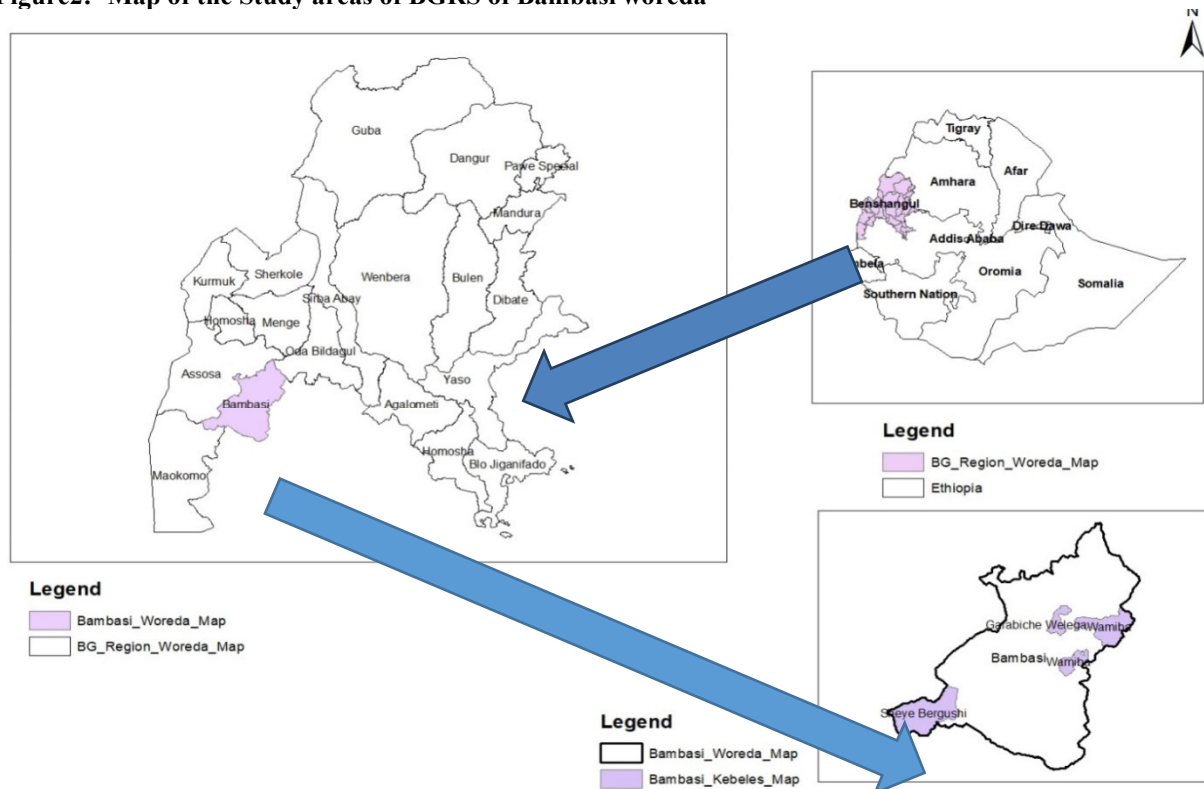 Figure2: Map of the Study areas of BGRS of Bambasi woreda
N
Guba
Dangur
Pawe Special
Mandura
Wenbera
Bulen
Dibate
Kurmuk
Sherkole
Sirba Abay
Homosha
Menge
Oda Bildagul
Assosa
Bambasi
Yaso
Agalometi
Homosha
Blo Jiganifado
Maokomo
Legend
Bambasi_Woreda_Map
BG_Region_Woreda_Map
Tigray
Afar
Amhara
Benshangul
Dire Dawa
Addis Ababa
mbela
Oromia
Somalia
Southern Nation
Legend
BG_Region_Woreda_Map
Ethiopia
Garabiche Welega
Wamiba
Bambasi
Wamiba
Sheye Bergushi
Legend
Bambasi_Woreda_Map
Bambasi_Kebeles_Map